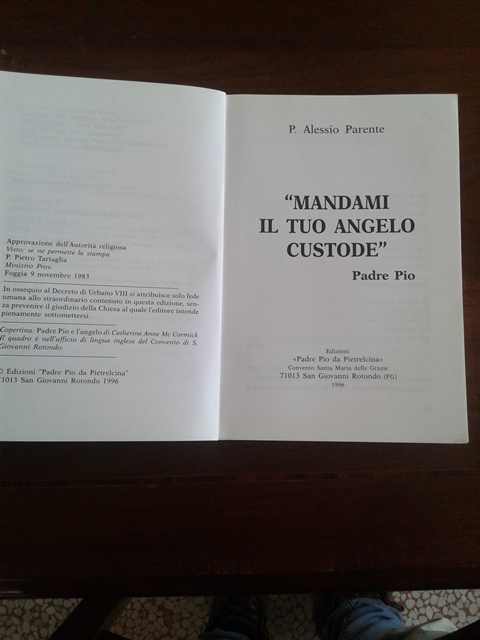 Approvazione dell'Autorità religiosa
Visto: se ne permette la stampa
P. Pietro Tartaglia
Ministro Prov.
Foggia 9 novembre 1983
In ossequio al Decreto di Urbano VIII si attribuisce solo fede
umana allo straordinario contenuto in questa edizione, sen-
za prevenire il giudizio della Chiesa al quale l'editore intende
pienamente sottomettersi.
Copertina: Padre Pio e l'angelo di Catherine Anne Mc Cormick
Il quadro è nell'ufficio di lingua inglese del Convento di S.
Giovanni Rotondo.
© Edizioni "Padre Pio da Pietrelcina"
71013 San Giovanni Rotondo 1996
P. Alessio Parente
"MANDAMI
IL TUO ANGELO
CUSTODE"
Padre Pio
Edizioni
«Padre Pio da Pietrelcina»
Convento Santa Maria delle Grazie
71013 San Giovanni Rotondo (FG)
1996